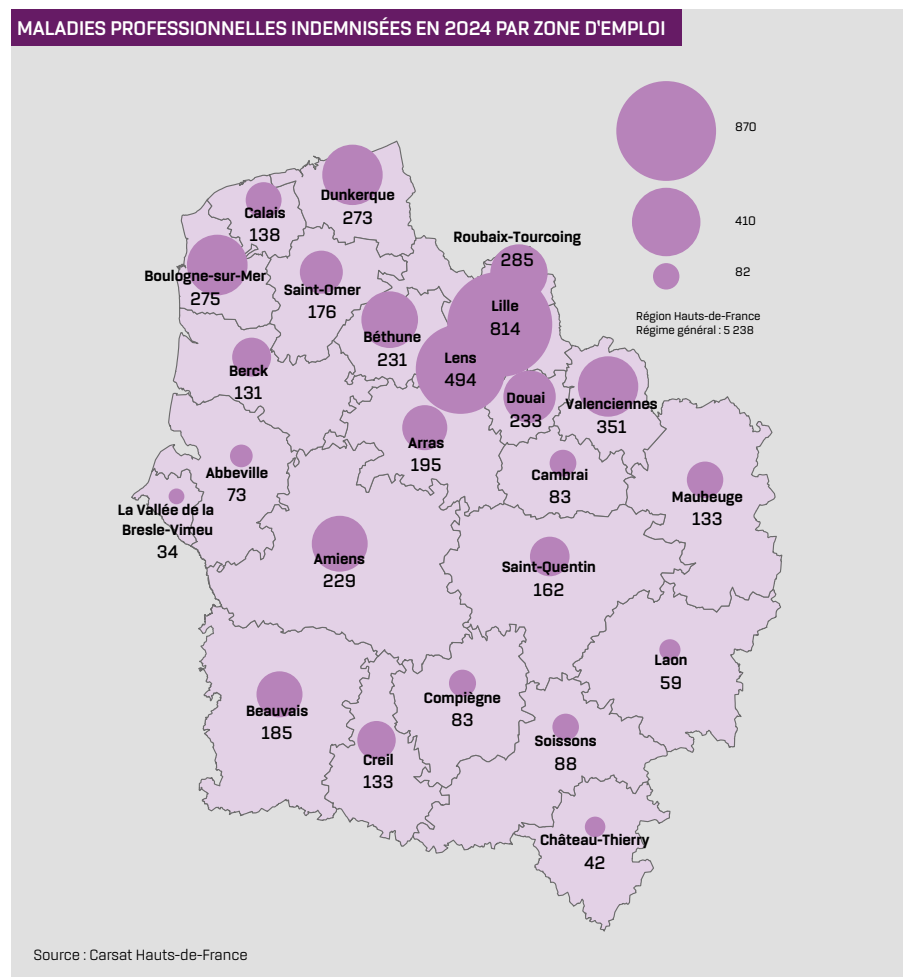 MALADIES PROFESSIONNELLES INDEMNISÉES EN 2024 PAR ZONE D'EMPLOI
870
410
82
Région Hauts-de-France
Régime général : 5 238
Dunkerque
273
Calais
138
Roubaix-Tourcoing
285
Boulogne-sur-Mer
275
Saint-Omer
176
Lille
814
Béthune
231
Lens
494
Berck
131
Douai
233
Valenciennes
351
Arras
195
Abbeville
73
Cambrai
83
Maubeuge
133
La Vallée de la
Bresle-Vimeu
34
Amiens
229
Saint-Quentin
162
Laon
59
Beauvais
185
Compiègne
83
Soissons
88
Creil
133
Château-Thierry
42
Source : Carsat Hauts-de-France